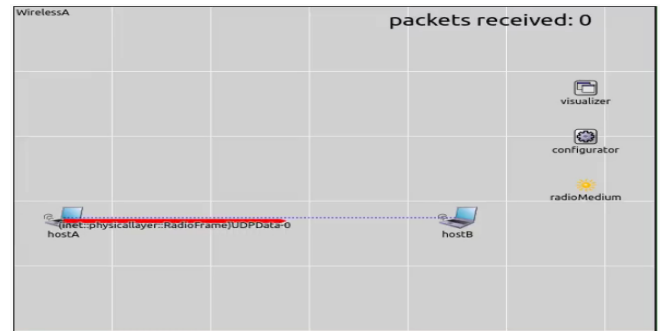 WirelessA
packets received: 0
visualizer
configurator
radioMedium
(inet::physicallayer::RadioFrame)UDPData-0
hostA
hostB